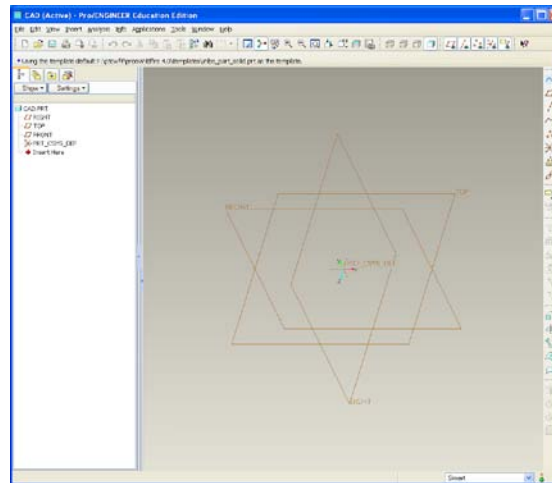 CAD (Active) - Pro/ENGINEER Education Edition
File Edit View Insert Analysis Info Applications Tools Window Help
Show Settings
CAD.PRT
RIGHT
TOP
FRONT
PRT_CSYS_DEF
Insert Here
TOP
FRONT
PRT_CSYS_DEF
RIGHT
Smart